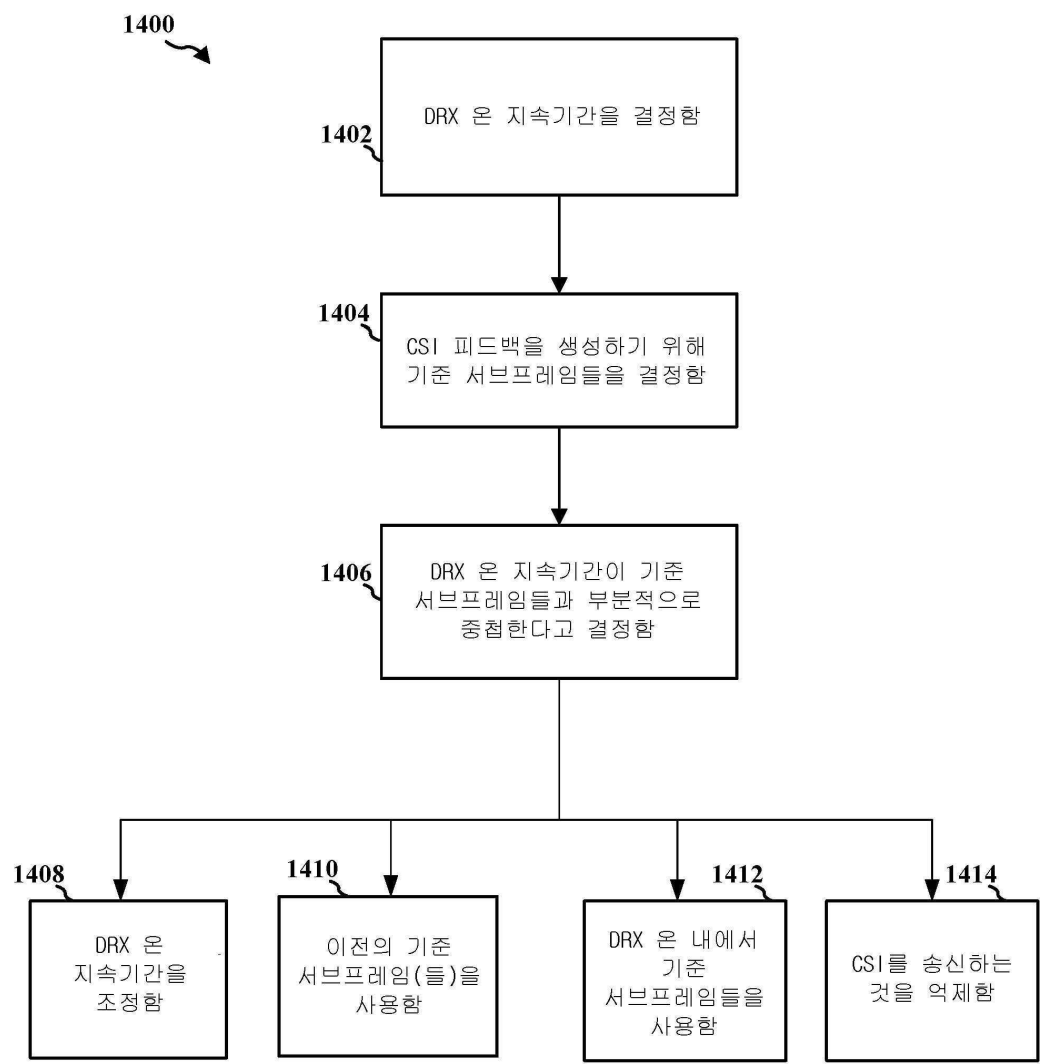 1400
1402
DRX 온 지속기간을 결정함
1404
CSI 피드백을 생성하기 위해
기준 서브프레임들을 결정함
1406
DRX 온 지속기간이 기준
서브프레임들과 부분적으로
중첩한다고 결정함
1408
DRX 온
지속기간을
조정함
1410
이전의 기준
서브프레임(들)을
사용함
1412
DRX 온 내에서
기준
서브프레임들을
사용함
1414
CSI를 송신하는
것을 억제함